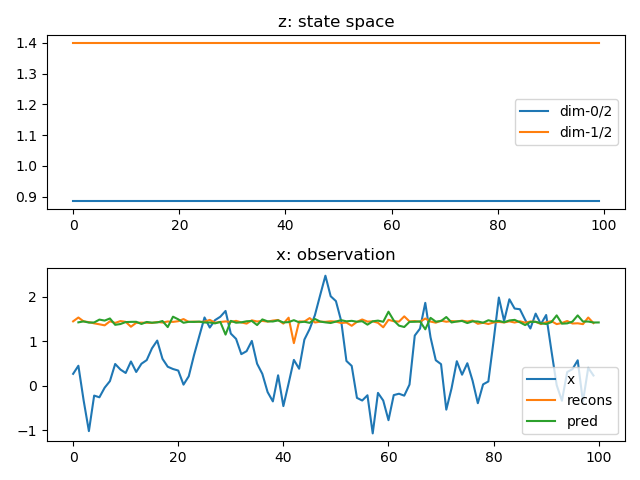 z: state space
1.4
1.3
1.2
1.1
1.0
0.9
dim-0/2
dim-1/2
0 20 40 60 80 100
x: observation
2
1
0
−1
x
recons
pred
0 20 40 60 80 100